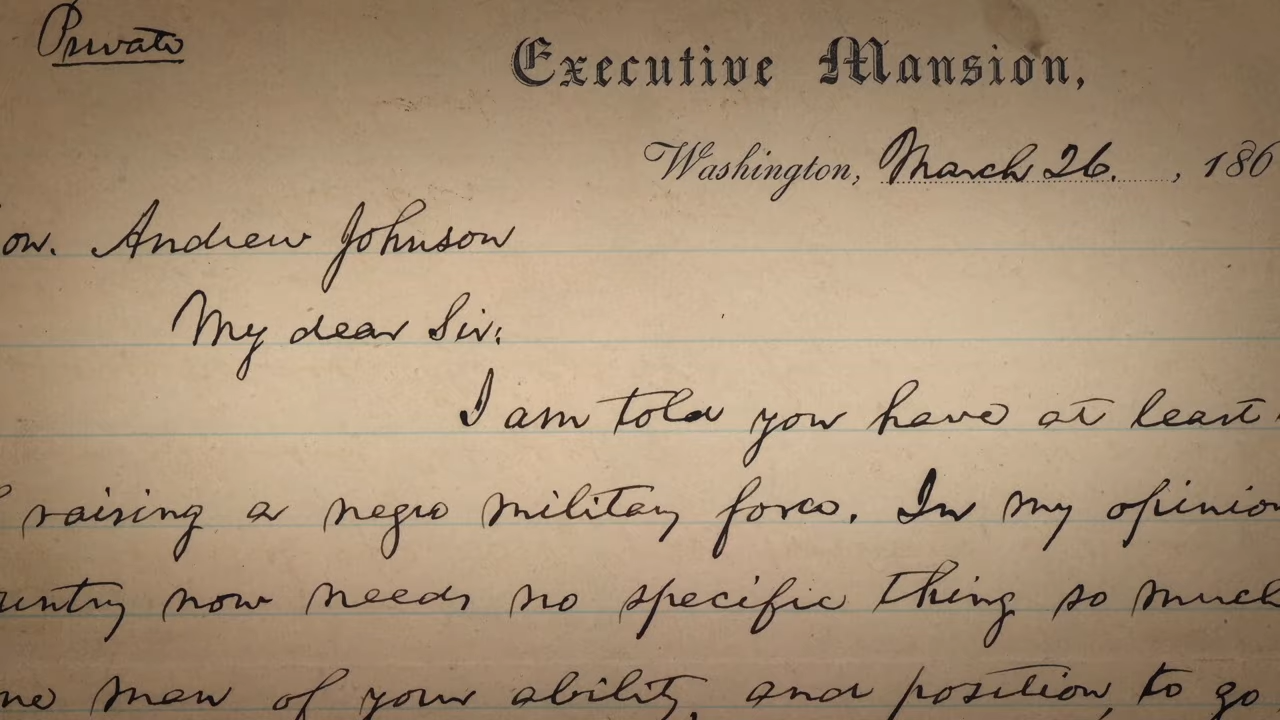 Private
Executive Mansion,
Washington, March 26. , 186
on. Andrew Johnson
My dear Sir:
I am told you have at least
raising a negro military force. In my opinion
untry now needs no specific thing so much
man of your ability, and position, to go